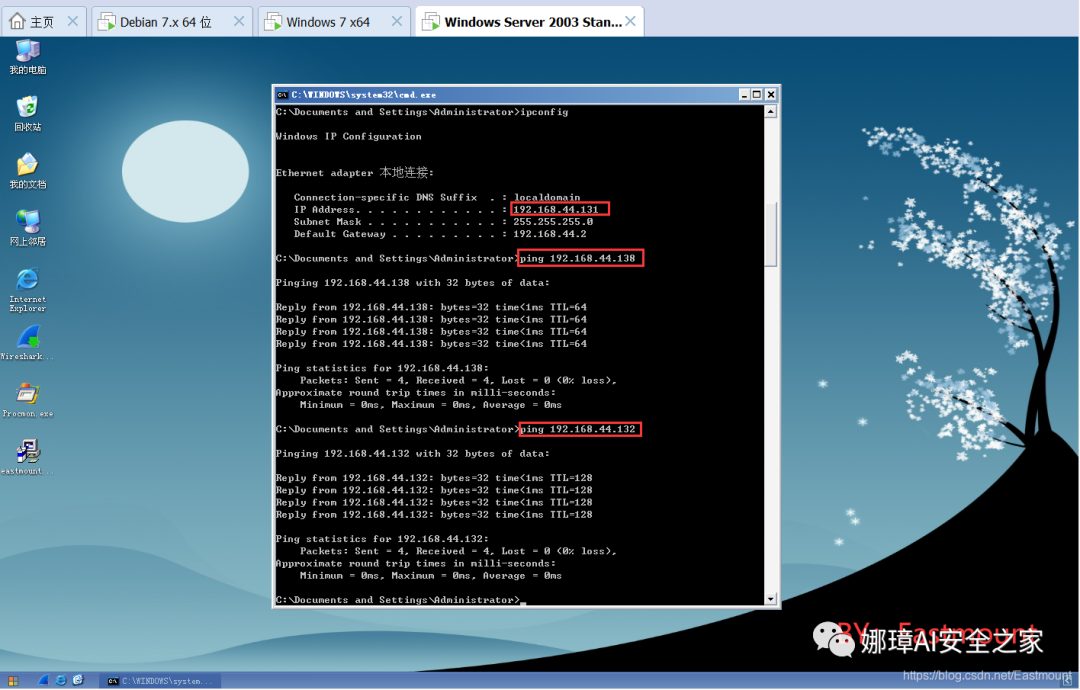 主页
Debian 7.x 64 位
Windows 7 x64
Windows Server 2003 Stan...
我的电脑
回收站
我的文档
网上邻居
Internet
Explorer
Wireshark...
Procmon.exe
eastmount...
C:\WINDOWS\system32\cmd.exe
C:\Documents and Settings\Administrator>ipconfig
Windows IP Configuration
Ethernet adapter 本地连接:
Connection-specific DNS Suffix . : localdomain
IP Address. . . . . . . . . . . . : 192.168.44.131
Subnet Mask . . . . . . . . . . . : 255.255.255.0
Default Gateway . . . . . . . . . : 192.168.44.2
C:\Documents and Settings\Administrator>ping 192.168.44.138
Pinging 192.168.44.138 with 32 bytes of data:
Reply from 192.168.44.138: bytes=32 time<1ms TTL=64
Reply from 192.168.44.138: bytes=32 time<1ms TTL=64
Reply from 192.168.44.138: bytes=32 time<1ms TTL=64
Reply from 192.168.44.138: bytes=32 time<1ms TTL=64
Ping statistics for 192.168.44.138:
Packets: Sent = 4, Received = 4, Lost = 0 (0% loss),
Approximate round trip times in milli-seconds:
Minimum = 0ms, Maximum = 0ms, Average = 0ms
C:\Documents and Settings\Administrator>ping 192.168.44.132
Pinging 192.168.44.132 with 32 bytes of data:
Reply from 192.168.44.132: bytes=32 time<1ms TTL=128
Reply from 192.168.44.132: bytes=32 time<1ms TTL=128
Reply from 192.168.44.132: bytes=32 time<1ms TTL=128
Reply from 192.168.44.132: bytes=32 time<1ms TTL=128
Ping statistics for 192.168.44.132:
Packets: Sent = 4, Received = 4, Lost = 0 (0% loss),
Approximate round trip times in milli-seconds:
Minimum = 0ms, Maximum = 0ms, Average = 0ms
C:\Documents and Settings\Administrator>_
BY Eastmount
娜璋AI安全之家
https://blog.csdn.net/Eastmount
C:\WINDOWS\system...